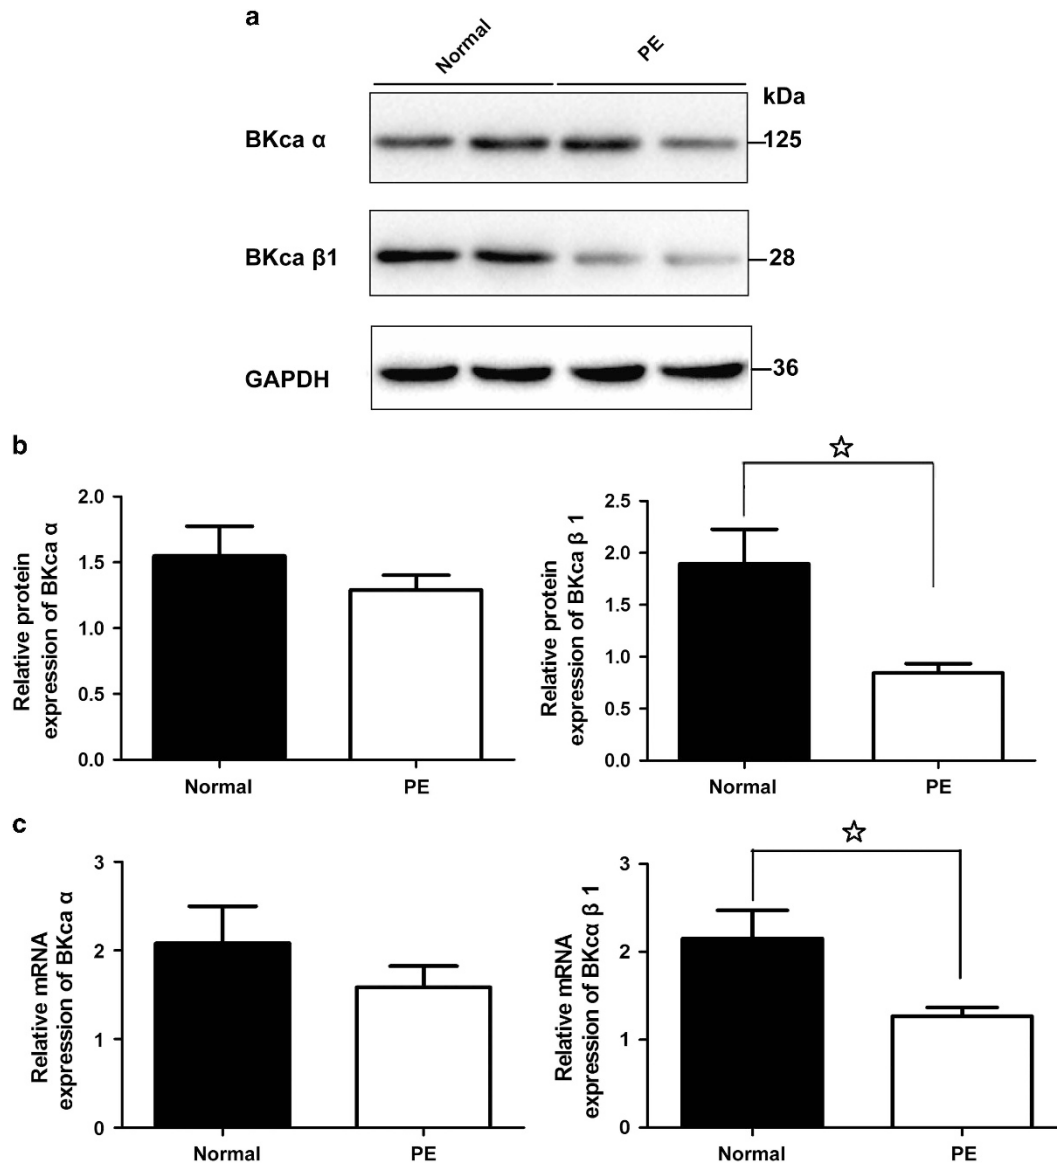 a
Normal
PE
kDa
BKca α
125
BKca β1
28
GAPDH
36
b
Relative protein
expression of BKca α
2.0
1.5
1.0
0.5
0.0
Normal
PE
Relative protein
expression of BKca β 1
2.5
2.0
1.5
1.0
0.5
0.0
Normal
PE
c
Relative mRNA
expression of BKca α
3
2
1
0
Normal
PE
Relative mRNA
expression of BKcα β 1
3
2
1
0
Normal
PE